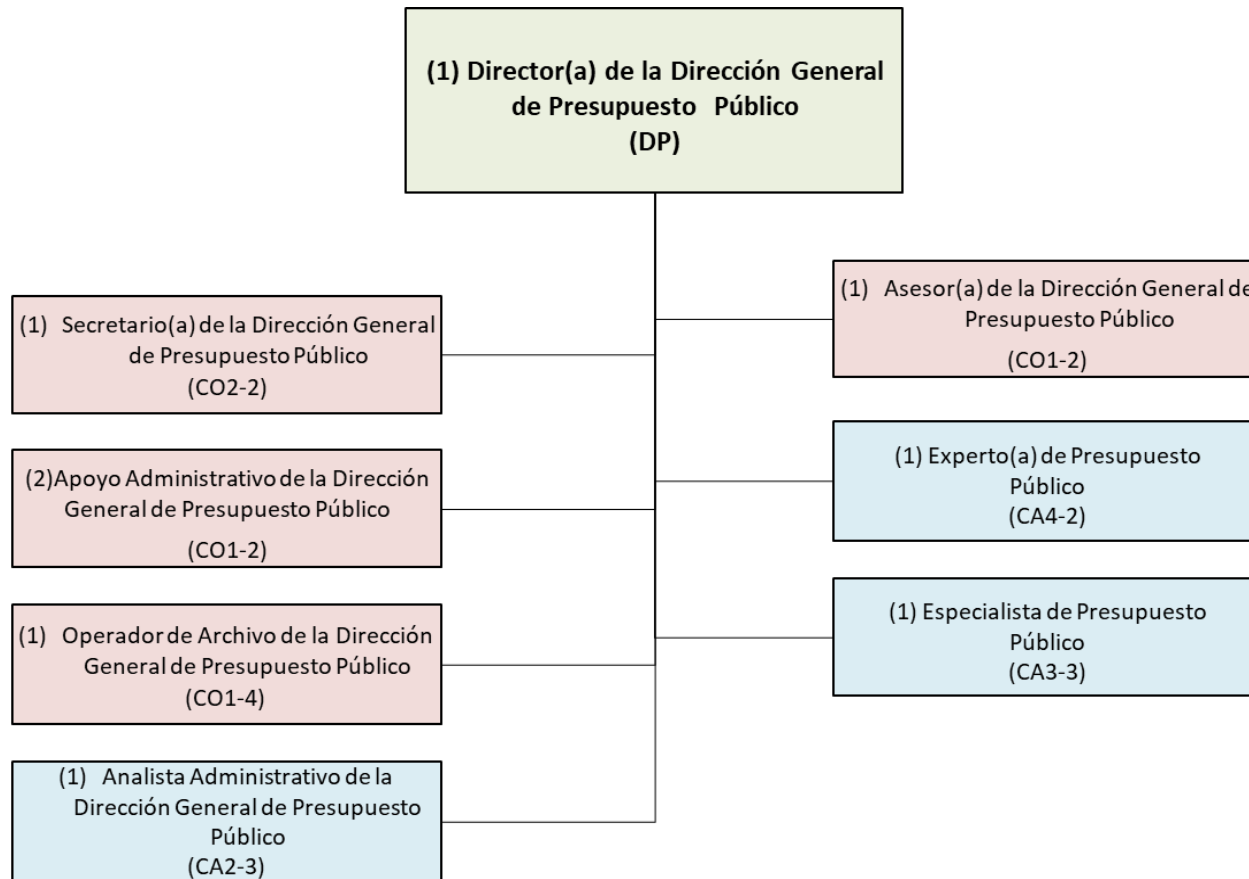 (1) Director(a) de la Dirección General
de Presupuesto Público
(DP)
(1) Secretario(a) de la Dirección General
de Presupuesto Público
(CO2-2)
(2)Apoyo Administrativo de la Dirección
General de Presupuesto Público
(CO1-2)
(1) Operador de Archivo de la Dirección
General de Presupuesto Público
(CO1-4)
(1) Analista Administrativo de la
Dirección General de Presupuesto
Público
(CA2-3)
(1) Asesor(a) de la Dirección General de
Presupuesto Público
(CO1-2)
(1) Experto(a) de Presupuesto
Público
(CA4-2)
(1) Especialista de Presupuesto
Público
(CA3-3)